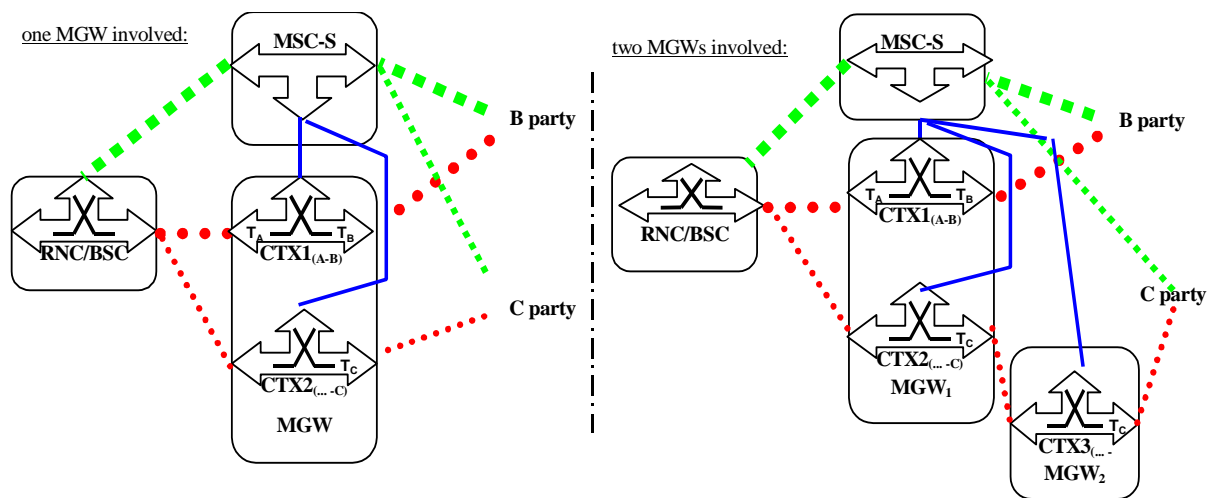 one MGW involved:
MSC-S
B party
RNC/BSC
TA TB
CTX1(A-B)
C party
TC
CTX2(... -C)
MGW
two MGWs involved:
MSC-S
B party
RNC/BSC
TA TB
CTX1(A-B)
C party
TC
CTX2(... -C)
MGW1
TC
CTX3(... -
MGW2